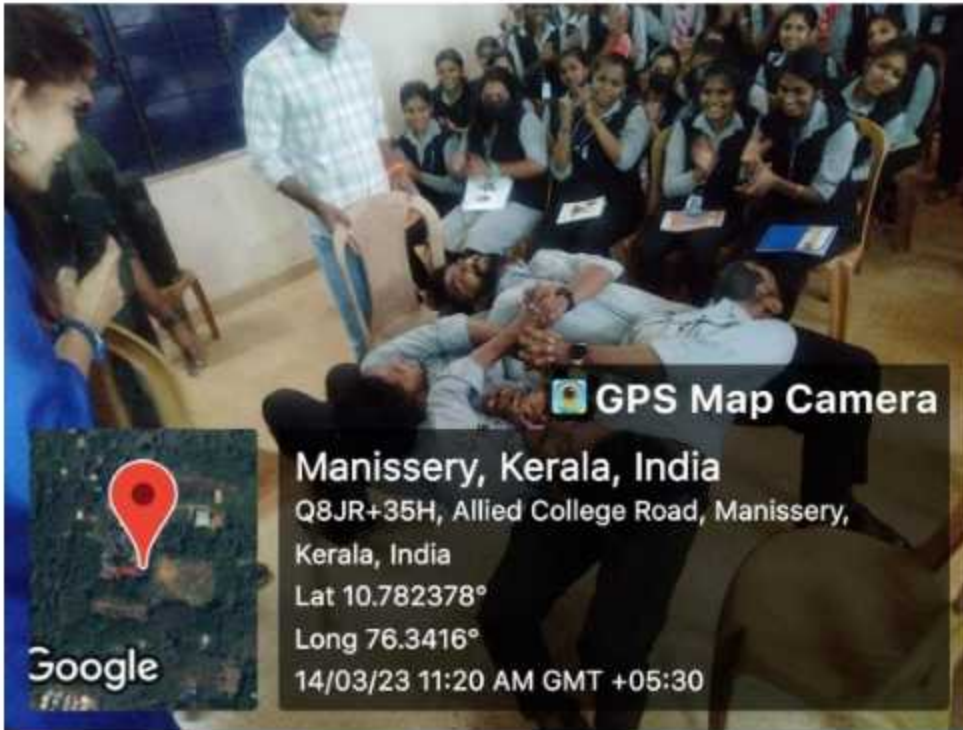 GPS Map Camera
Manissery, Kerala, India
Q8JR+35H, Allied College Road, Manissery,
Kerala, India
Lat 10.782378°
Long 76.3416°
14/03/23 11:20 AM GMT +05:30
Google